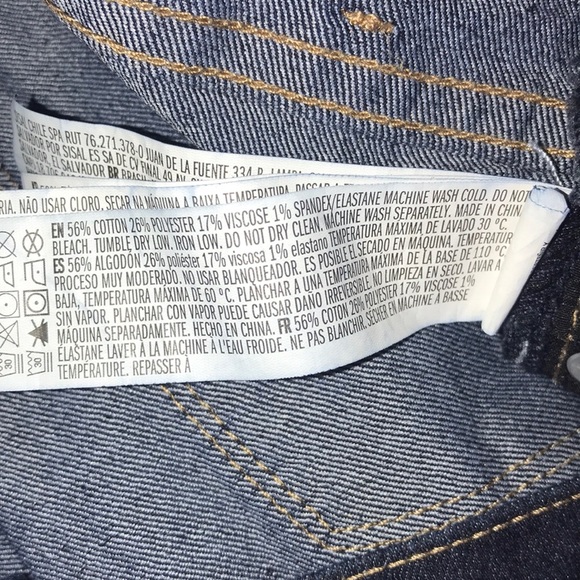 CHILE SPA RUT 76.271.378-0 JUAN DE LA FUENTE 334 B.
SALVADOR POR SISAL ES SA DE CV FINAL 49 AV.
EL SALVADOR BR
RIA. NÃO USAR CLORO. SECAR NA MÁQUINA A BAIXA TEMPERATURA.
EN 56% COTTON 26% POLYESTER 17% VISCOSE 1% SPANDEX/ELASTANE MACHINE WASH COLD. DO NOT
BLEACH. TUMBLE DRY LOW. IRON LOW. DO NOT DRY CLEAN. MACHINE WASH SEPARATELY. MADE IN CHINA
ES 56% ALGODÓN 26% poliéster 17% viscosa 1% elastano TEMPERATURA MÁXIMA DE LAVADO 30 °C.
PROCESO MUY MODERADO. NO USAR BLANQUEADOR. ES POSIBLE EL SECADO EN MÁQUINA. TEMPERATUR
BAJA, TEMPERATURA MÁXIMA DE 60 °C. PLANCHAR A UNA TEMPERATURA MÁXIMA DE LA BASE DE 110 °C
SIN VAPOR. PLANCHAR CON VAPOR PUEDE CAUSAR DAÑO IRREVERSIBLE. NO LIMPIEZA EN SECO. LAVAR A
MÁQUINA SEPARADAMENTE. HECHO EN CHINA. FR 56% COTON 26% POLYESTER 17% VISCOSE 1%
ÉLASTANE LAVER À LA MACHINE À L'EAU FROIDE. NE PAS BLANCHIR. SÉCHER EN MACHINE À BASSE
TEMPÉRATURE. REPASSER À
30
30